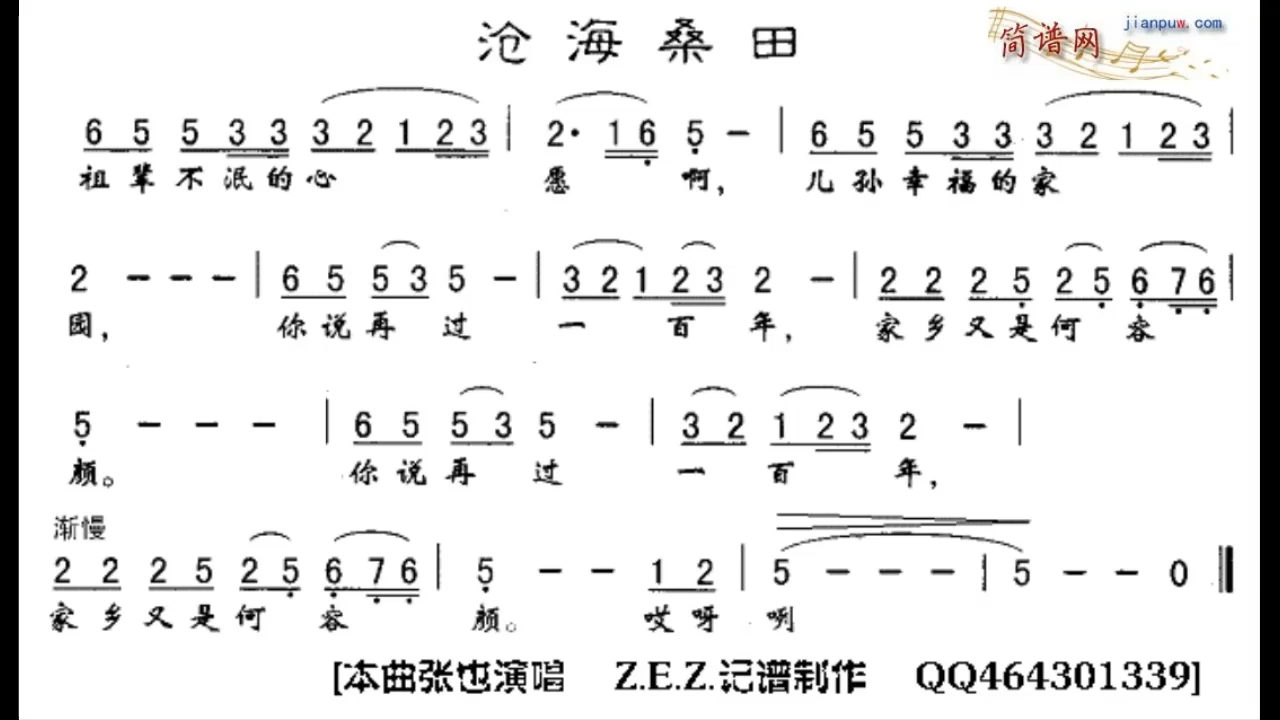 沧海桑田
简谱网 jianpuw.com
6 5 5 3 3 3 2 1 2 3 | 2· 1 6 5 - | 6 5 5 3 3 3 2 1 2 3 |
祖辈不泯的心 愿 啊， 儿孙幸福的家
2 - - - | 6 5 5 3 5 - | 3 2 1 2 3 2 - | 2 2 2 5 2 5 6 7 6 |
园， 你说再 过 一 百 年， 家乡又是何 容
5 - - - | 6 5 5 3 5 - | 3 2 1 2 3 2 - |
颜。 你说再 过 一 百 年，
渐慢
2 2 2 5 2 5 6 7 6 | 5 - - 1 2 | 5 - - - | 5 - - 0 ‖
家乡又是何 容 颜。 哎呀 咧
[本曲张也演唱 Z.E.Z.记谱制作 QQ464301339]